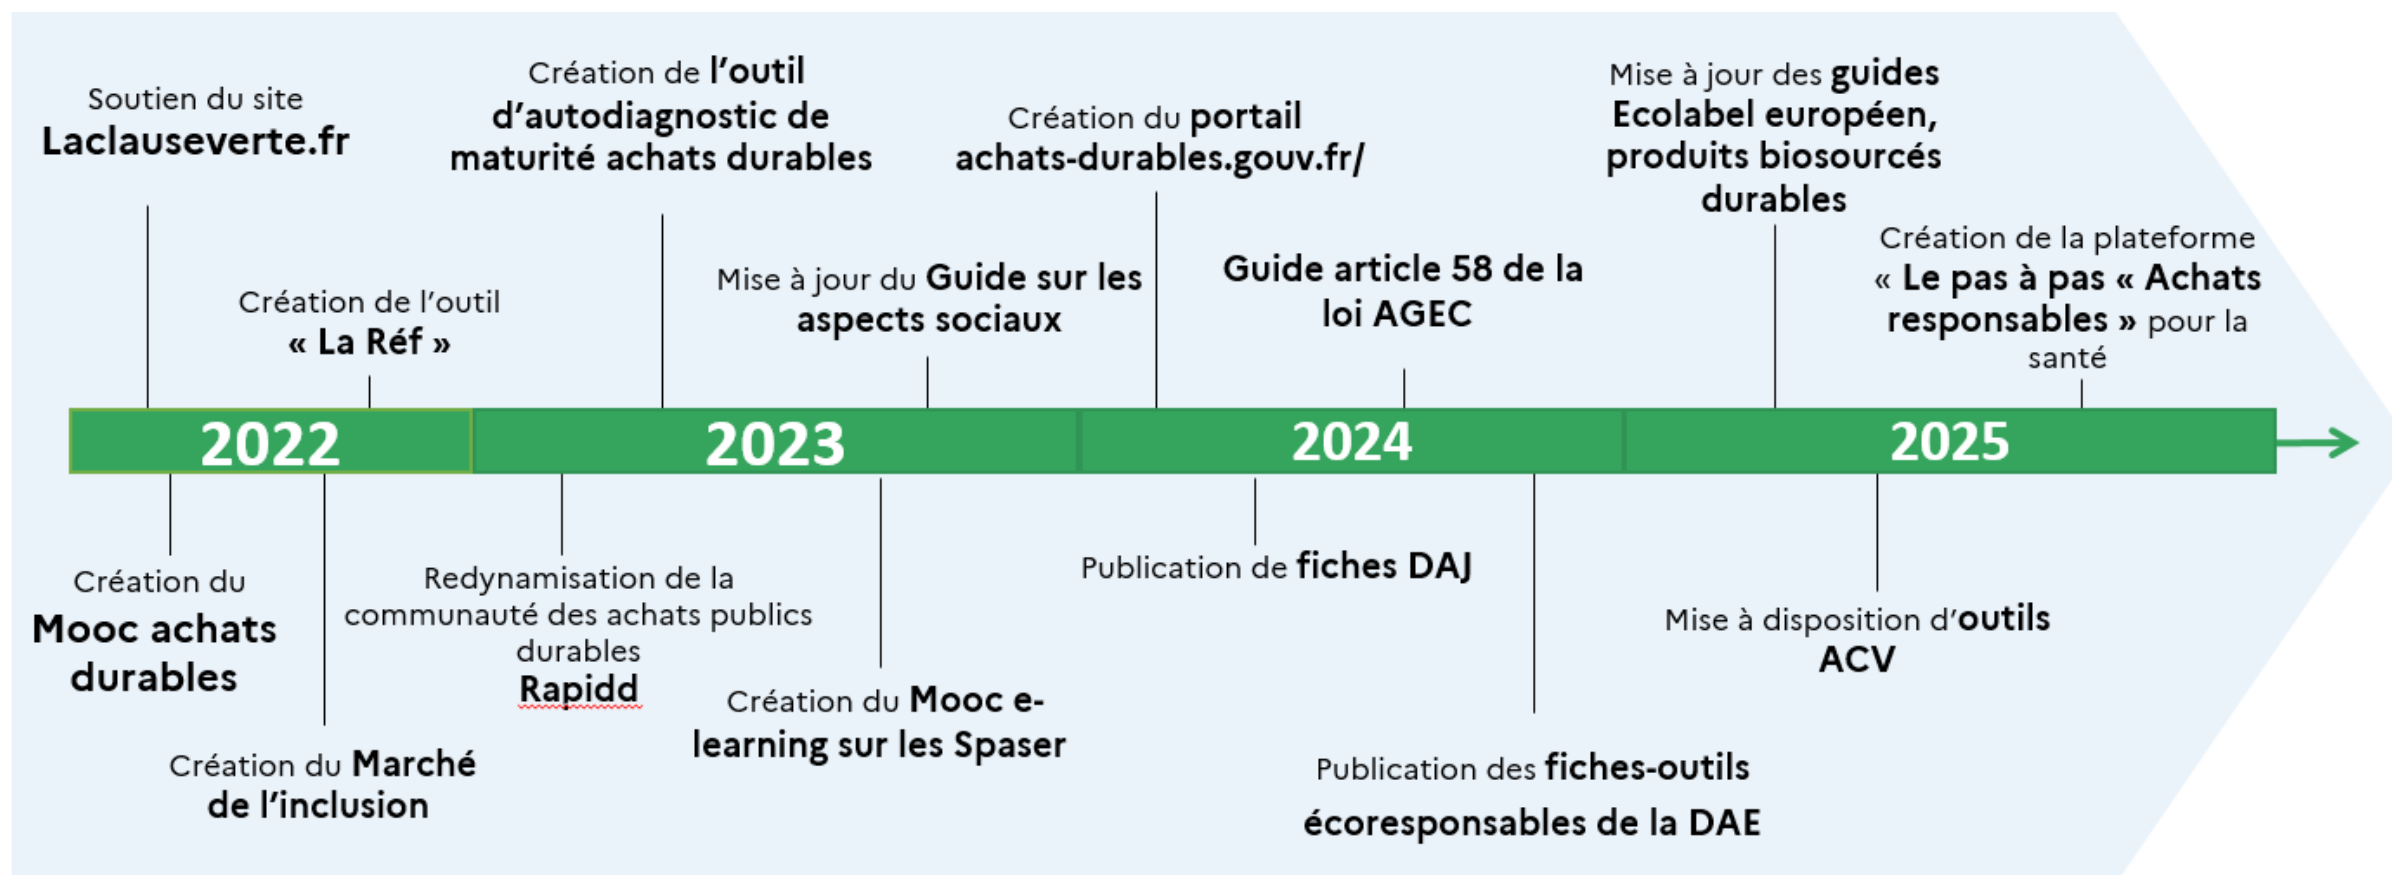 Soutien du site
Laclauseverte.fr
Création de l'outil
« La Réf »
Création de l'outil
d'autodiagnostic de
maturité achats durables
Mise à jour du Guide sur les
aspects sociaux
Création du portail
achats-durables.gouv.fr/
Guide article 58 de la
loi AGEC
Mise à jour des guides
Ecolabel européen,
produits biosourcés
durables
Création de la plateforme
« Le pas à pas « Achats
responsables » pour la
santé
2022
2023
2024
2025
Création du
Mooc achats
durables
Création du Marché
de l'inclusion
Redynamisation de la
communauté des achats publics
durables
Rapidd
Création du Mooc e-
learning sur les Spaser
Publication de fiches DAJ
Publication des fiches-outils
écoresponsables de la DAE
Mise à disposition d'outils
ACV